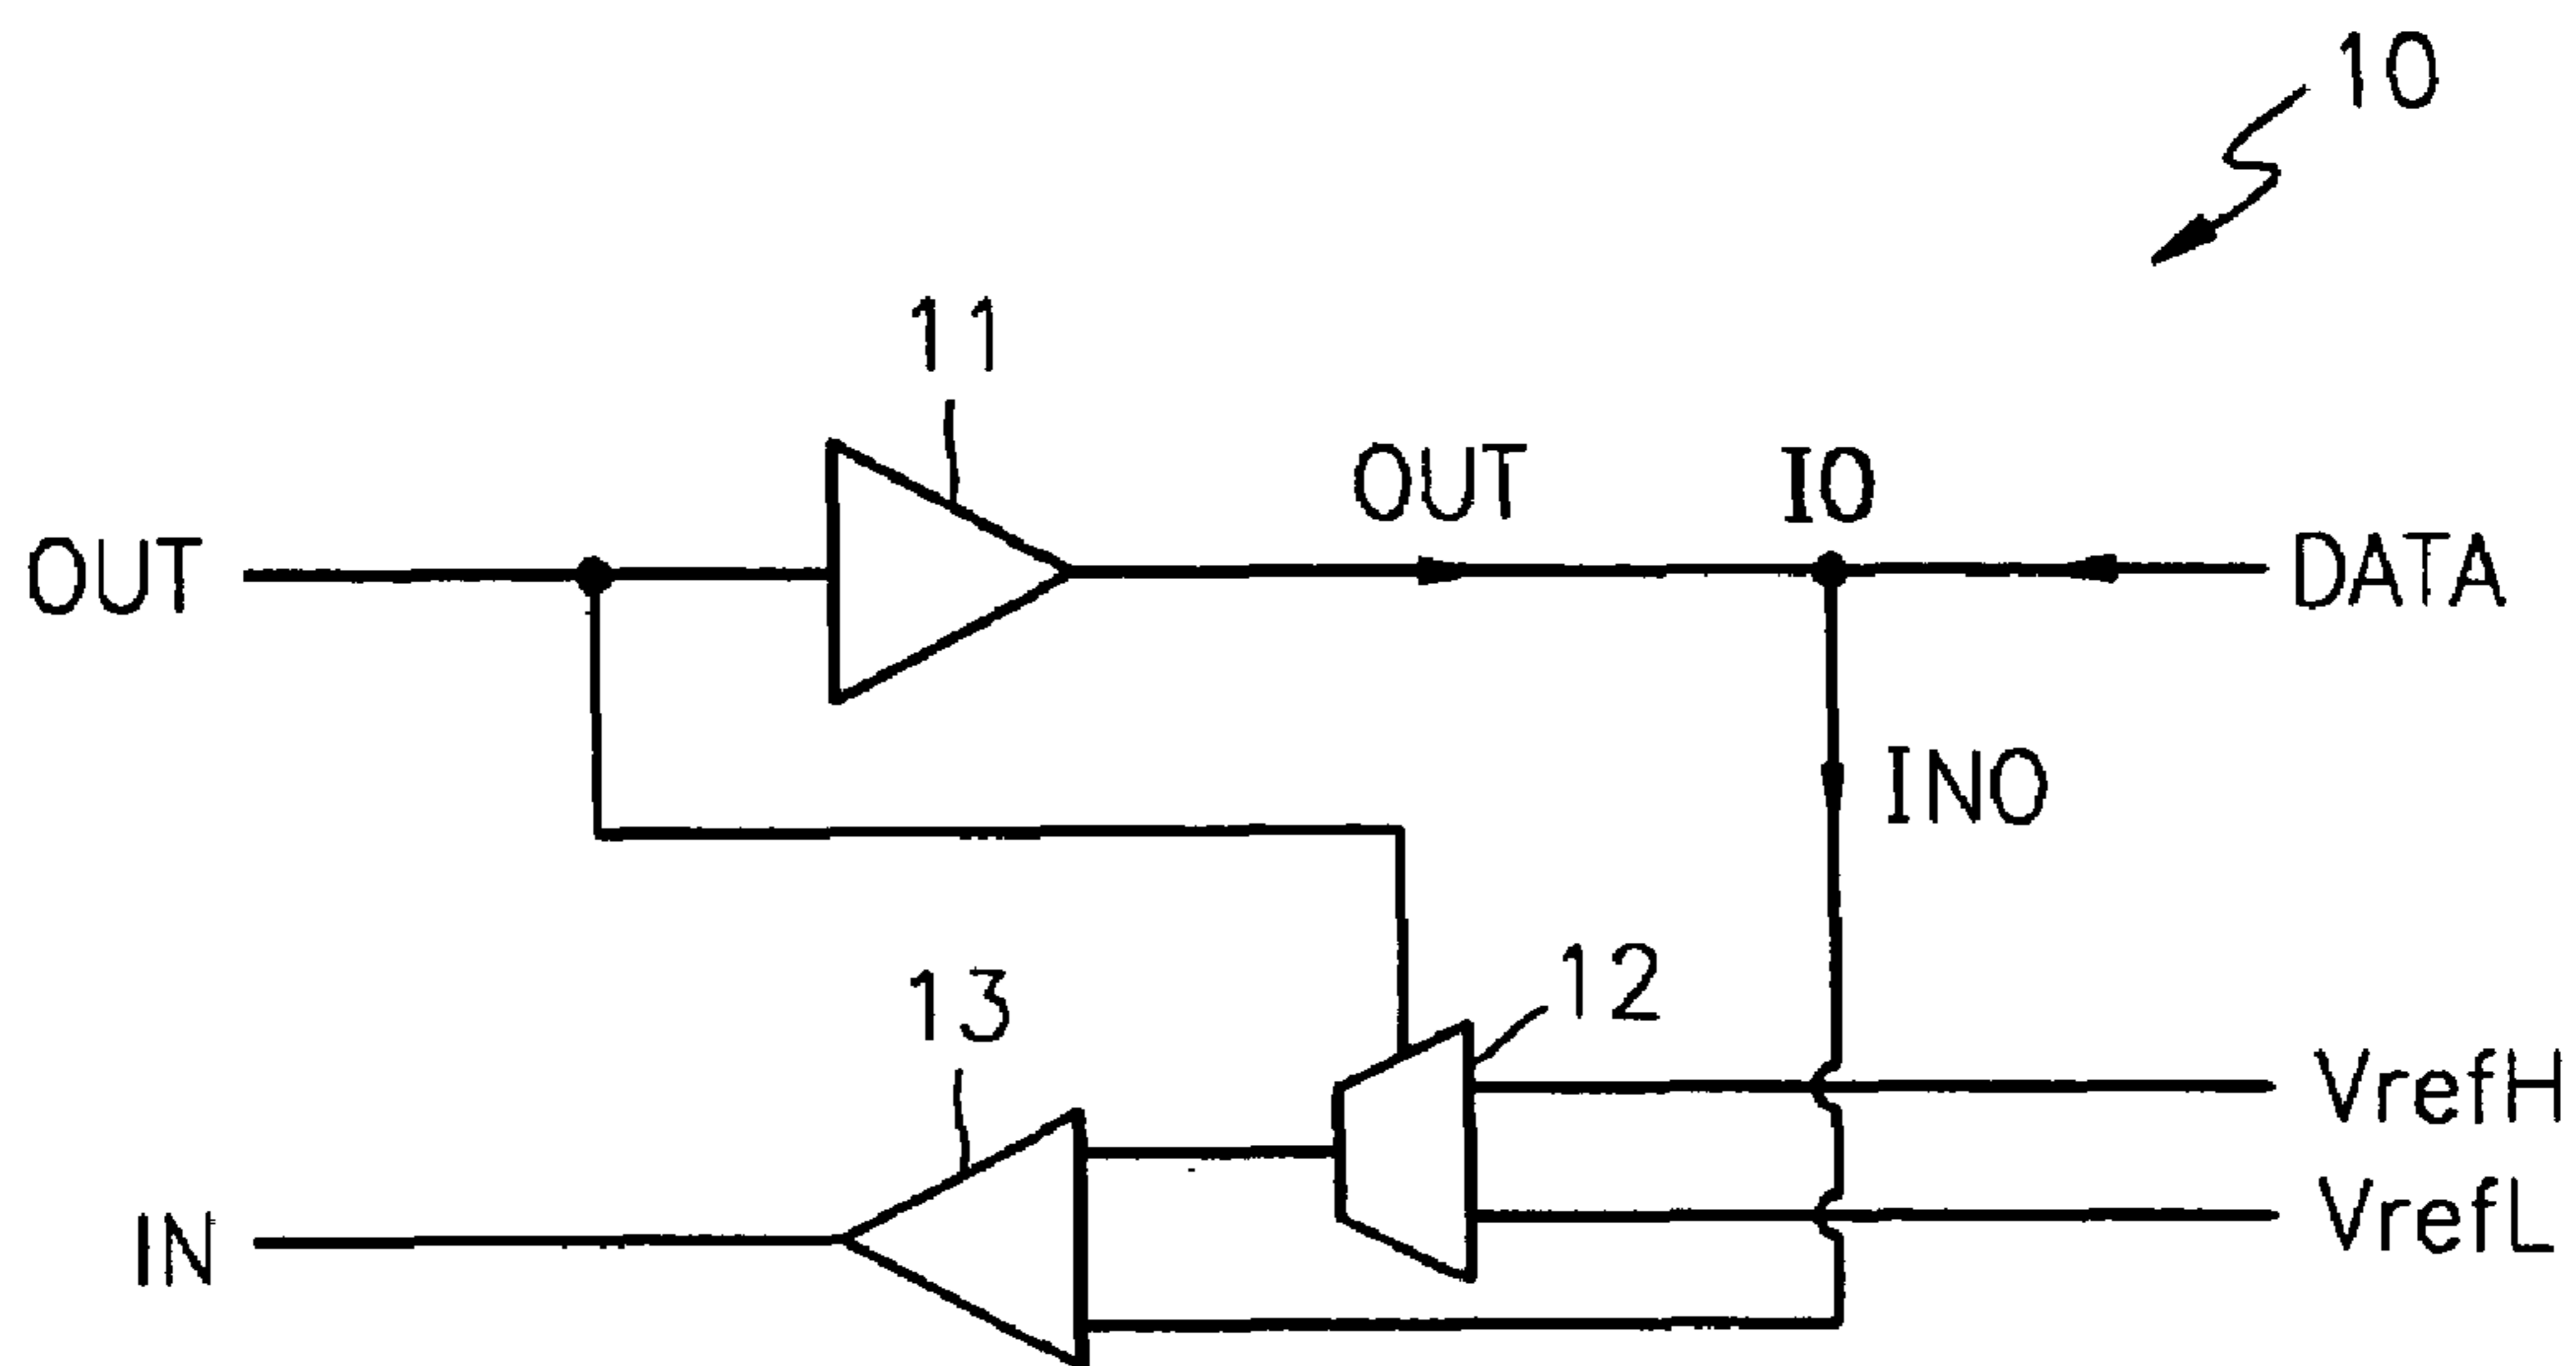 10
11
OUT
OUT
IO
DATA
INO
12
13
VrefH
VrefL
IN